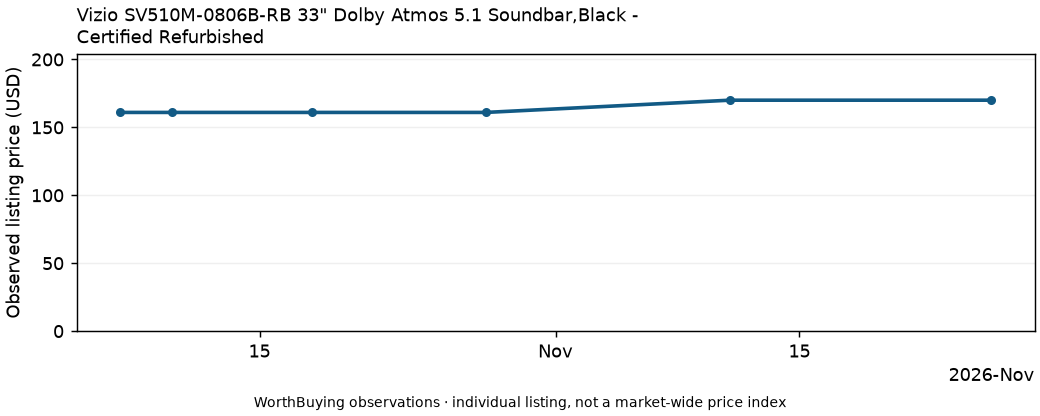 Vizio SV510M-0806B-RB 33" Dolby Atmos 5.1 Soundbar,Black -
Certified Refurbished
Observed listing price (USD)
200
150
100
50
0
15
Nov
15
2026-Nov
WorthBuying observations · individual listing, not a market-wide price index